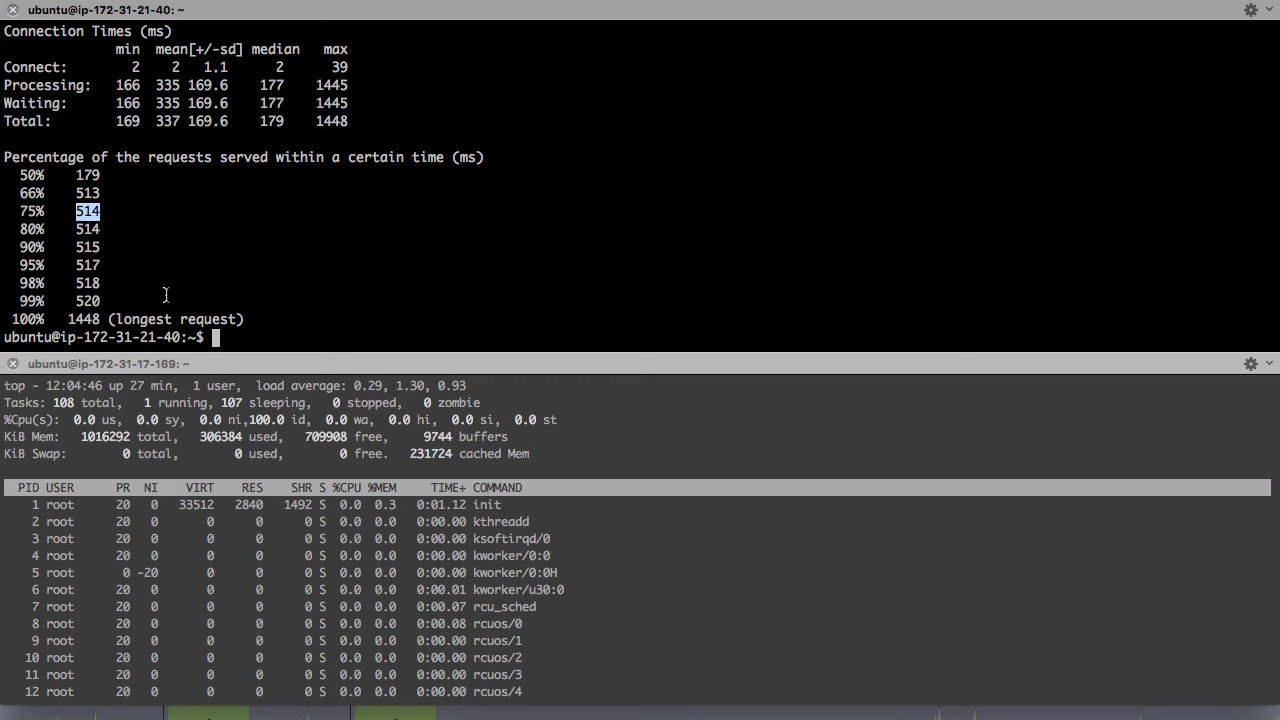 ubuntu@ip-172-31-21-40: ~
Connection Times (ms)
              min  mean[+/-sd] median   max
Connect:        2    2   1.1      2      39
Processing:   166  335 169.6    177    1445
Waiting:      166  335 169.6    177    1445
Total:        169  337 169.6    179    1448
Percentage of the requests served within a certain time (ms)
  50%    179
  66%    513
  75%    514
  80%    514
  90%    515
  95%    517
  98%    518
  99%    520
 100%   1448 (longest request)
ubuntu@ip-172-31-21-40:~$
ubuntu@ip-172-31-17-169: ~
top - 12:04:46 up 27 min,  1 user,  load average: 0.29, 1.30, 0.93
Tasks: 108 total,   1 running, 107 sleeping,   0 stopped,   0 zombie
%Cpu(s):  0.0 us,  0.0 sy,  0.0 ni,100.0 id,  0.0 wa,  0.0 hi,  0.0 si,  0.0 st
KiB Mem:   1016292 total,   306384 used,   709908 free,     9744 buffers
KiB Swap:        0 total,        0 used,        0 free.   231724 cached Mem
  PID USER      PR  NI    VIRT    RES    SHR S %CPU %MEM     TIME+ COMMAND
    1 root      20   0   33512   2840   1492 S  0.0  0.3   0:01.12 init
    2 root      20   0       0      0      0 S  0.0  0.0   0:00.00 kthreadd
    3 root      20   0       0      0      0 S  0.0  0.0   0:00.00 ksoftirqd/0
    4 root      20   0       0      0      0 S  0.0  0.0   0:00.00 kworker/0:0
    5 root       0 -20       0      0      0 S  0.0  0.0   0:00.00 kworker/0:0H
    6 root      20   0       0      0      0 S  0.0  0.0   0:00.01 kworker/u30:0
    7 root      20   0       0      0      0 S  0.0  0.0   0:00.07 rcu_sched
    8 root      20   0       0      0      0 S  0.0  0.0   0:00.08 rcuos/0
    9 root      20   0       0      0      0 S  0.0  0.0   0:00.00 rcuos/1
   10 root      20   0       0      0      0 S  0.0  0.0   0:00.00 rcuos/2
   11 root      20   0       0      0      0 S  0.0  0.0   0:00.00 rcuos/3
   12 root      20   0       0      0      0 S  0.0  0.0   0:00.00 rcuos/4